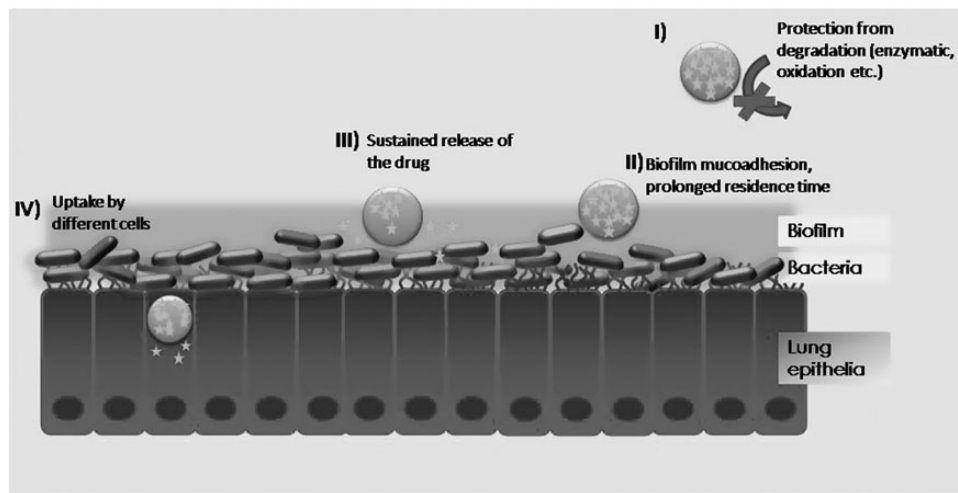 I)
Protection from
degradation (enzymatic,
oxidation etc.)
III) Sustained release of
the drug
II) Biofilm mucoadhesion,
prolonged residence time
IV) Uptake by
different cells
Biofilm
Bacteria
Lung
epithelia